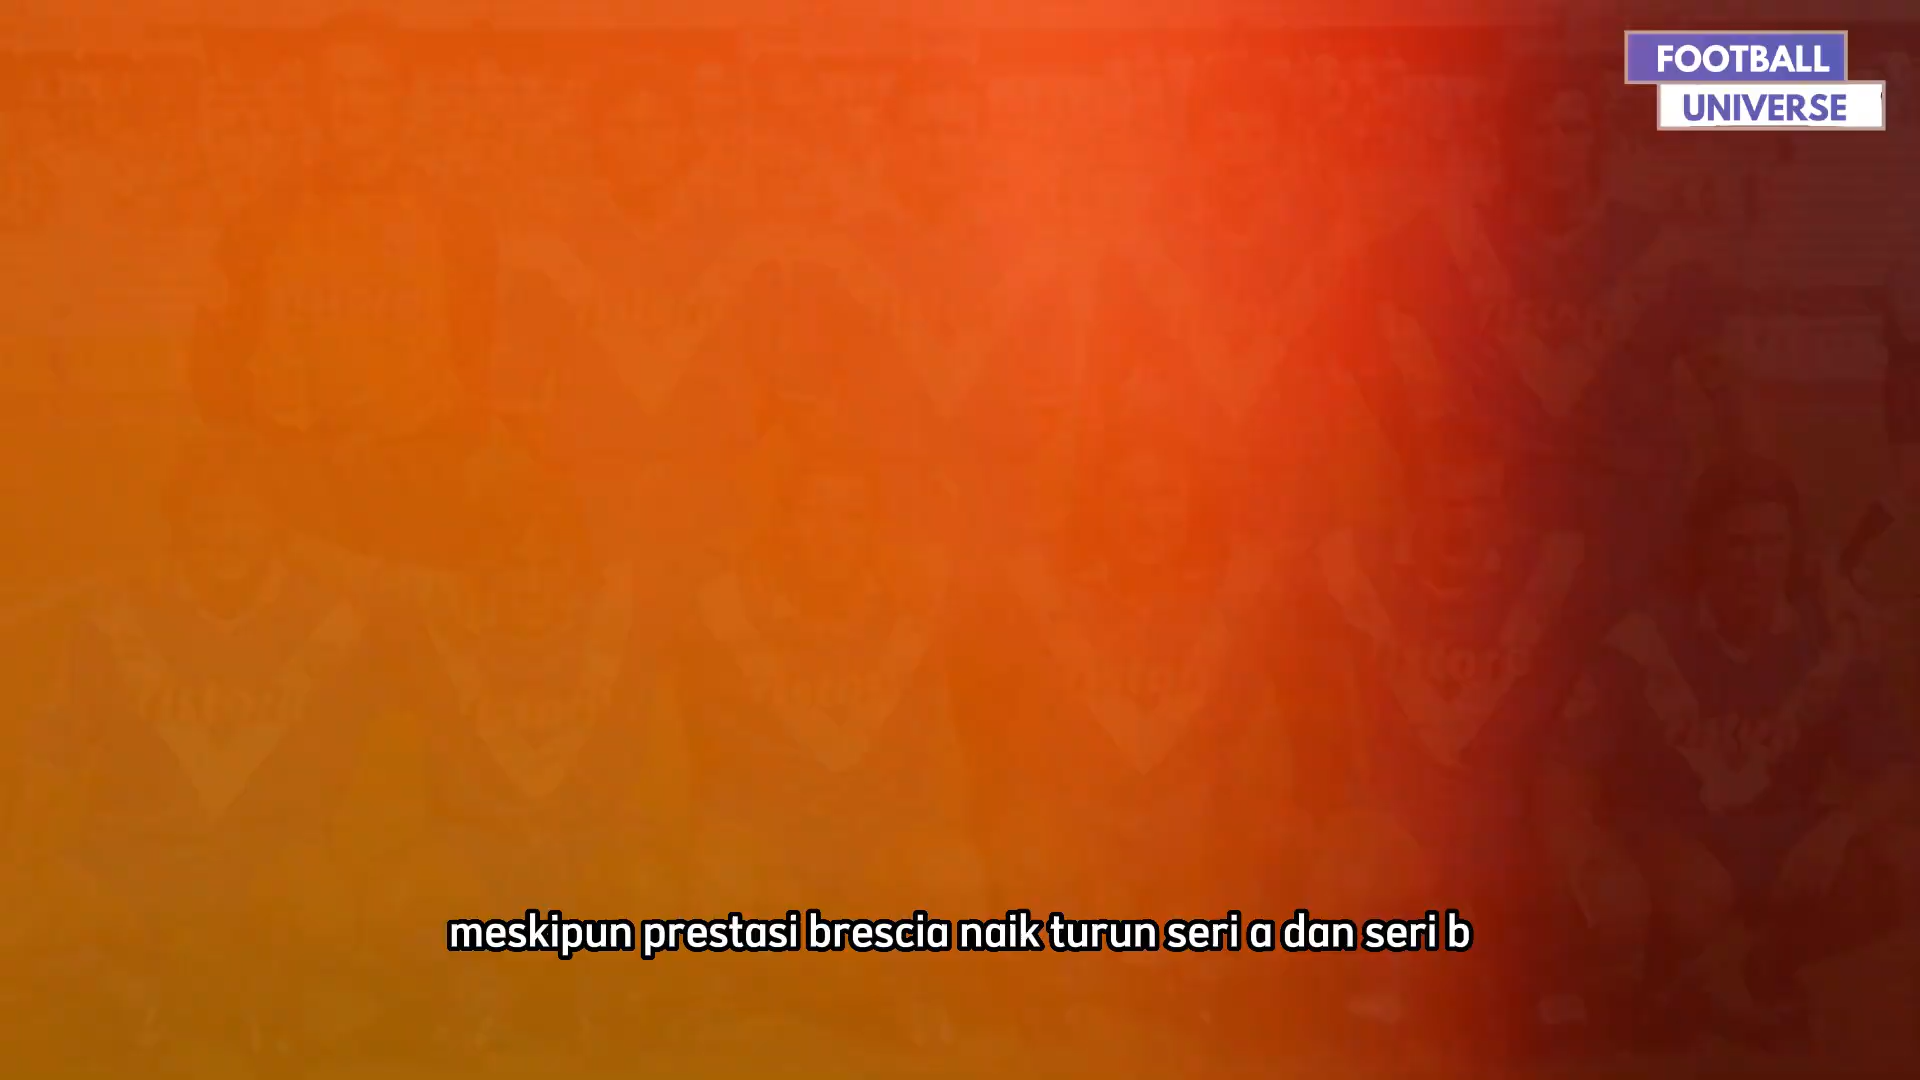 FOOTBALL
UNIVERSE
meskipun prestasi brescia naik turun seri a dan seri b